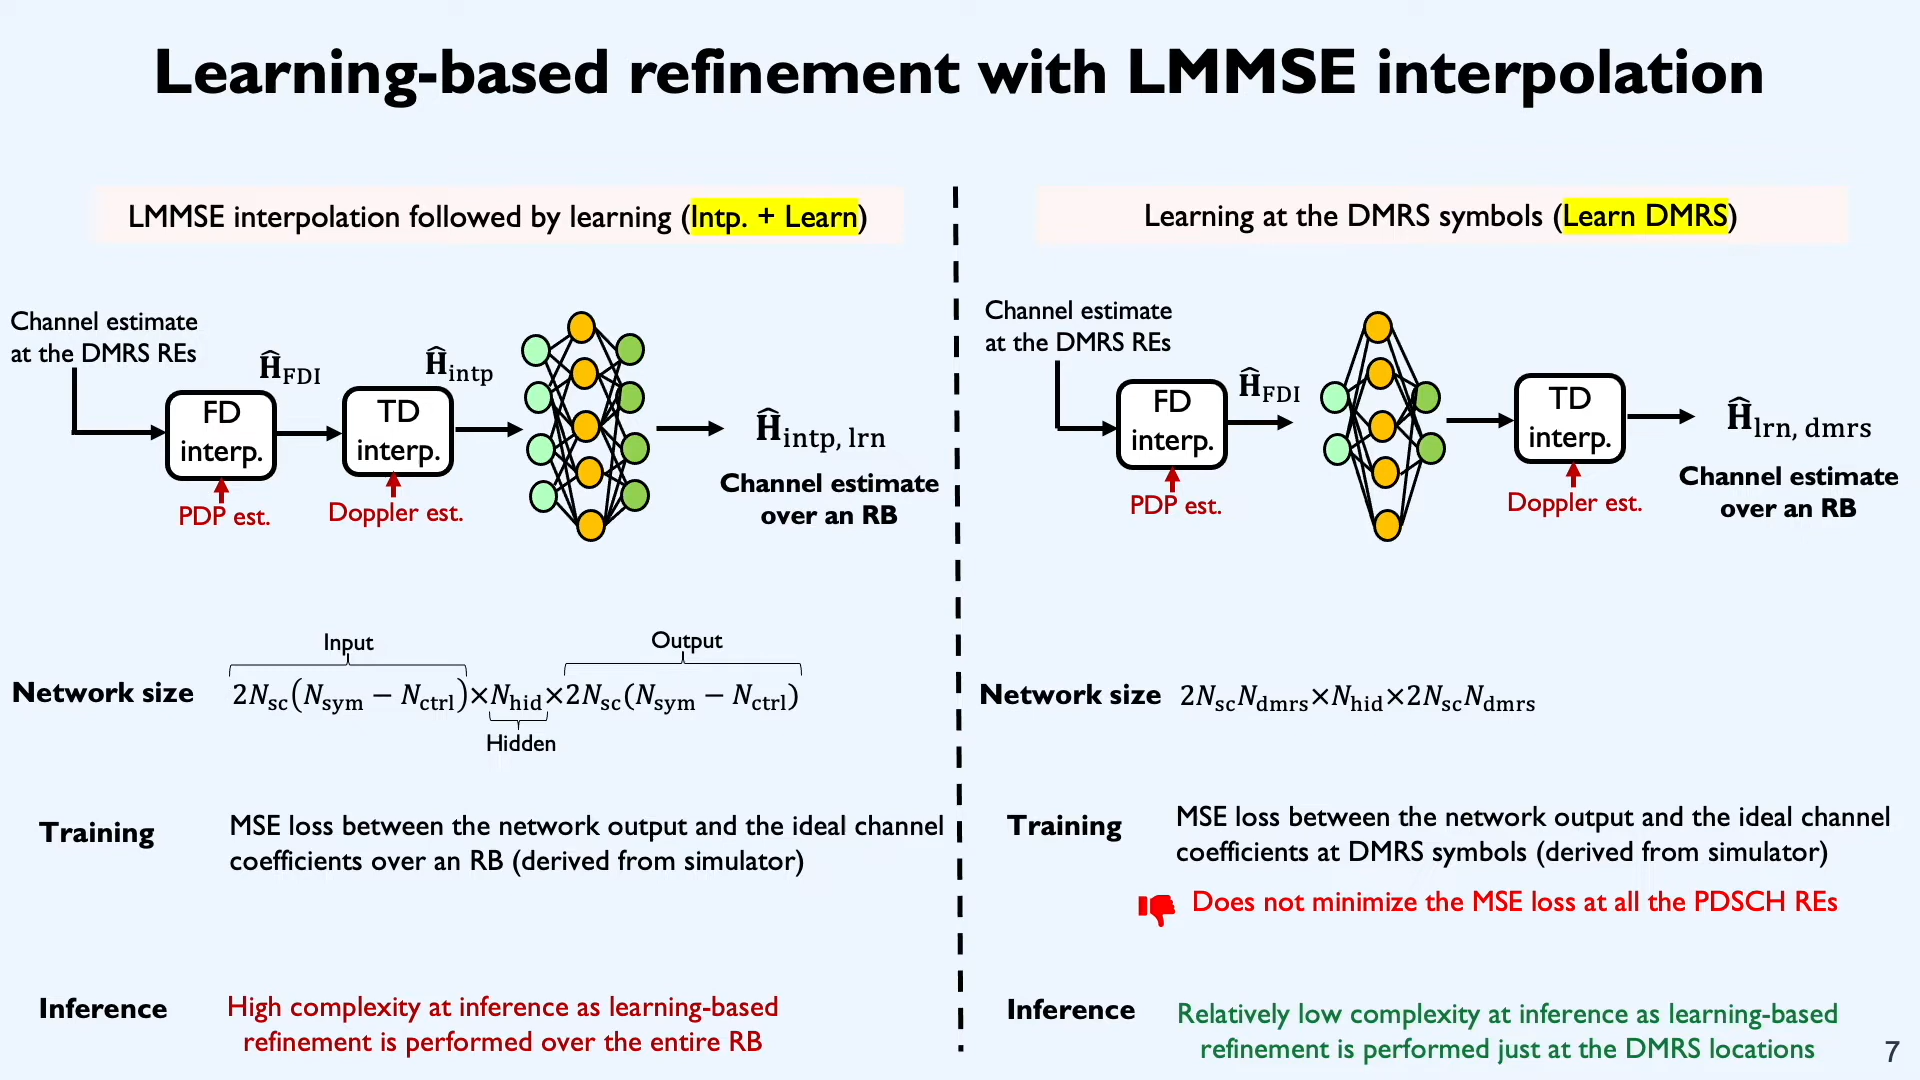 Learning-based refinement with LMMSE interpolation
LMMSE interpolation followed by learning (Intp. + Learn)
Channel estimate
at the DMRS REs
Ĥ_FDI
Ĥ_intp
FD
interp.
TD
interp.
PDP est.
Doppler est.
Ĥ_intp, lrn
Channel estimate
over an RB
Input
Output
Network size 2N_sc(N_sym − N_ctrl)×N_hid×2N_sc(N_sym − N_ctrl)
Hidden
Training
MSE loss between the network output and the ideal channel
coefficients over an RB (derived from simulator)
Inference
High complexity at inference as learning-based
refinement is performed over the entire RB
Learning at the DMRS symbols (Learn DMRS)
Channel estimate
at the DMRS REs
FD
interp.
Ĥ_FDI
PDP est.
TD
interp.
Doppler est.
Ĥ_lrn, dmrs
Channel estimate
over an RB
Network size 2N_scN_dmrs×N_hid×2N_scN_dmrs
Training
MSE loss between the network output and the ideal channel
coefficients at DMRS symbols (derived from simulator)
Does not minimize the MSE loss at all the PDSCH REs
Inference
Relatively low complexity at inference as learning-based
refinement is performed just at the DMRS locations
7